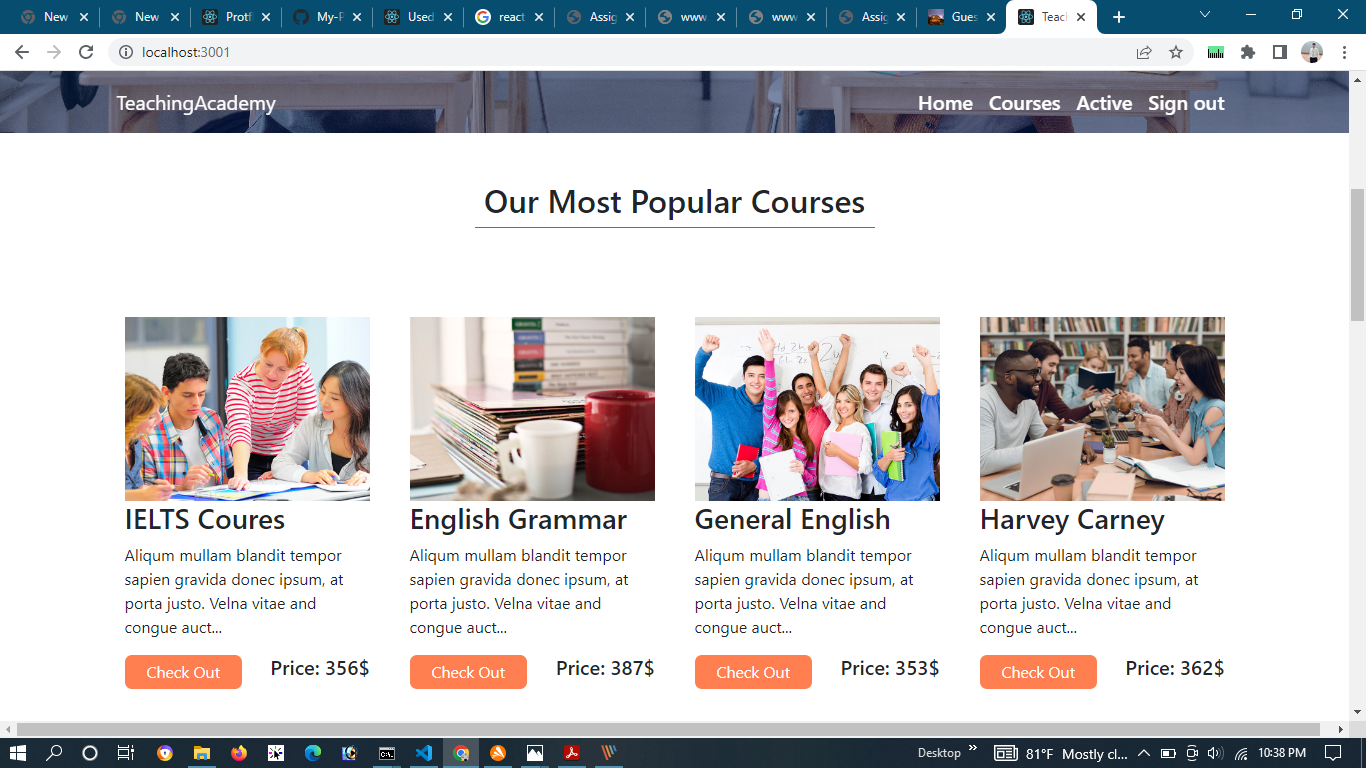 New
New
Protf
My-P
Used
react
Assig
www
www
Assig
Gues
Teac
localhost:3001
TeachingAcademy
Home Courses Active Sign out
Our Most Popular Courses
IELTS Coures
Aliqum mullam blandit tempor
sapien gravida donec ipsum, at
porta justo. Velna vitae and
congue auct...
Check Out Price: 356$
English Grammar
Aliqum mullam blandit tempor
sapien gravida donec ipsum, at
porta justo. Velna vitae and
congue auct...
Check Out Price: 387$
General English
Aliqum mullam blandit tempor
sapien gravida donec ipsum, at
porta justo. Velna vitae and
congue auct...
Check Out Price: 353$
Harvey Carney
Aliqum mullam blandit tempor
sapien gravida donec ipsum, at
porta justo. Velna vitae and
congue auct...
Check Out Price: 362$
Desktop 81°F Mostly cl... 10:38 PM